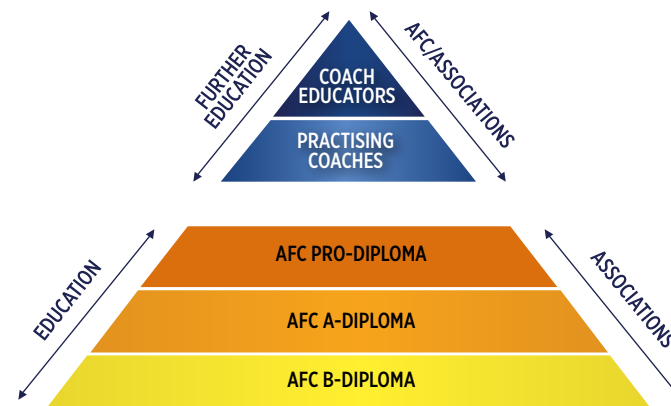 FURTHER
EDUCATION
COACH
EDUCATORS
AFC/ASSOCIATIONS
PRACTISING
COACHES
EDUCATION
AFC PRO-DIPLOMA
ASSOCIATIONS
AFC A-DIPLOMA
AFC B-DIPLOMA